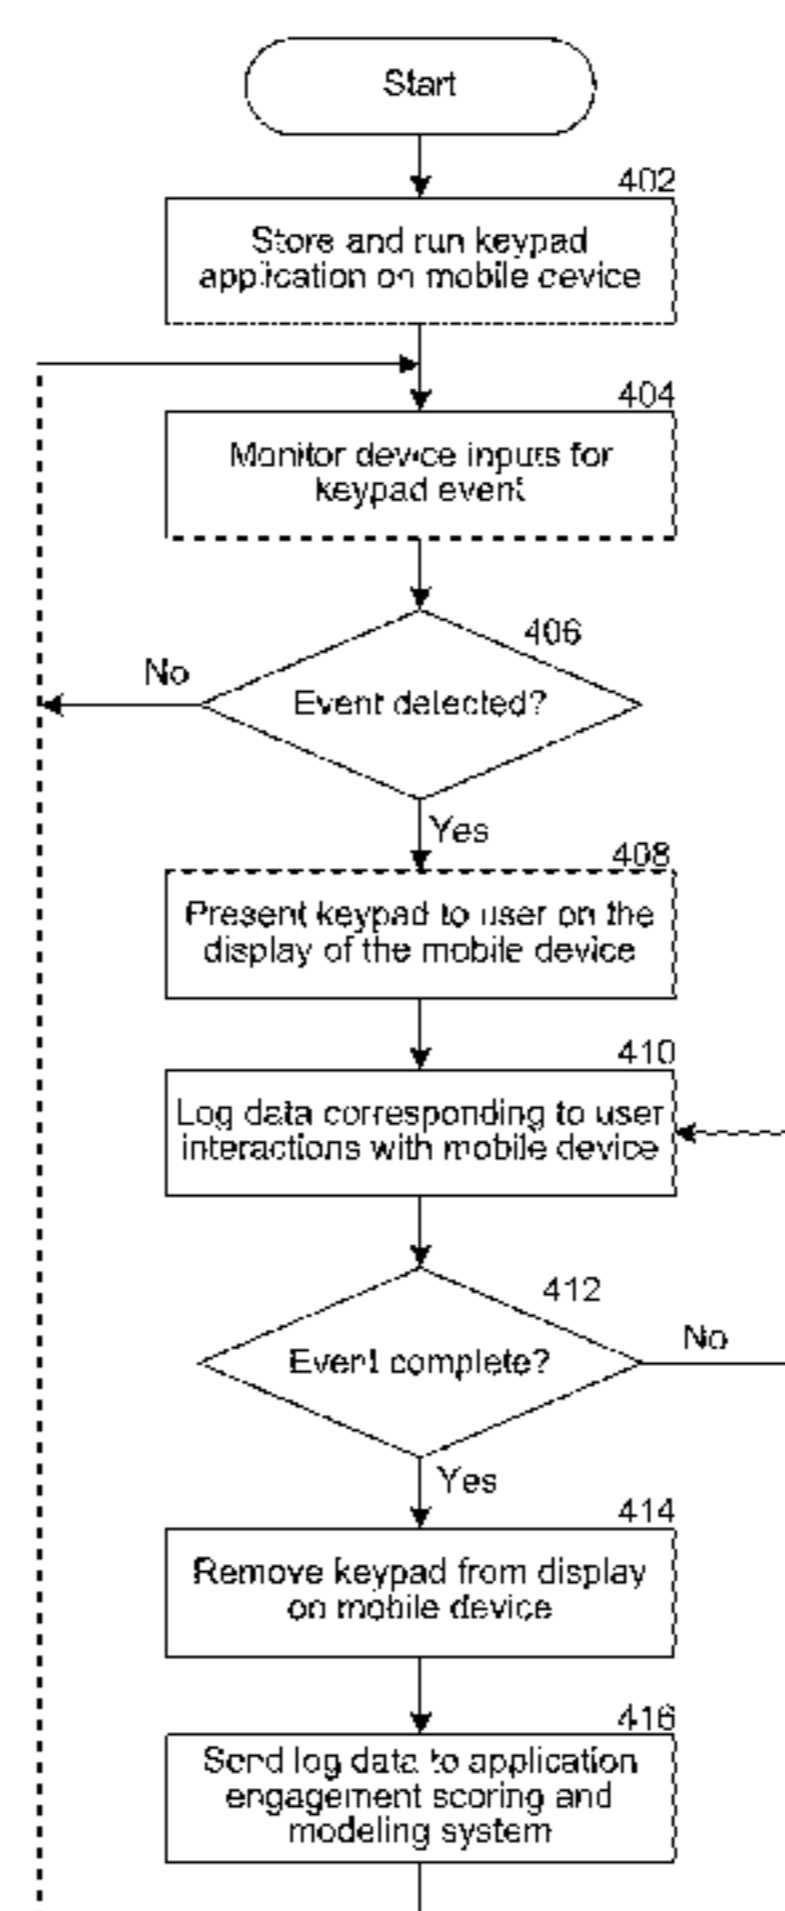 Start
402
Store and run keypad
application on mobile device
404
Monitor device inputs for
keypad event
406
No
Event detected?
Yes
408
Present keypad to user on the
display of the mobile device
410
Log data corresponding to user
interactions with mobile device
412
No
Event complete?
Yes
414
Remove keypad from display
on mobile device
416
Send log data to application
engagement scoring and
modeling system